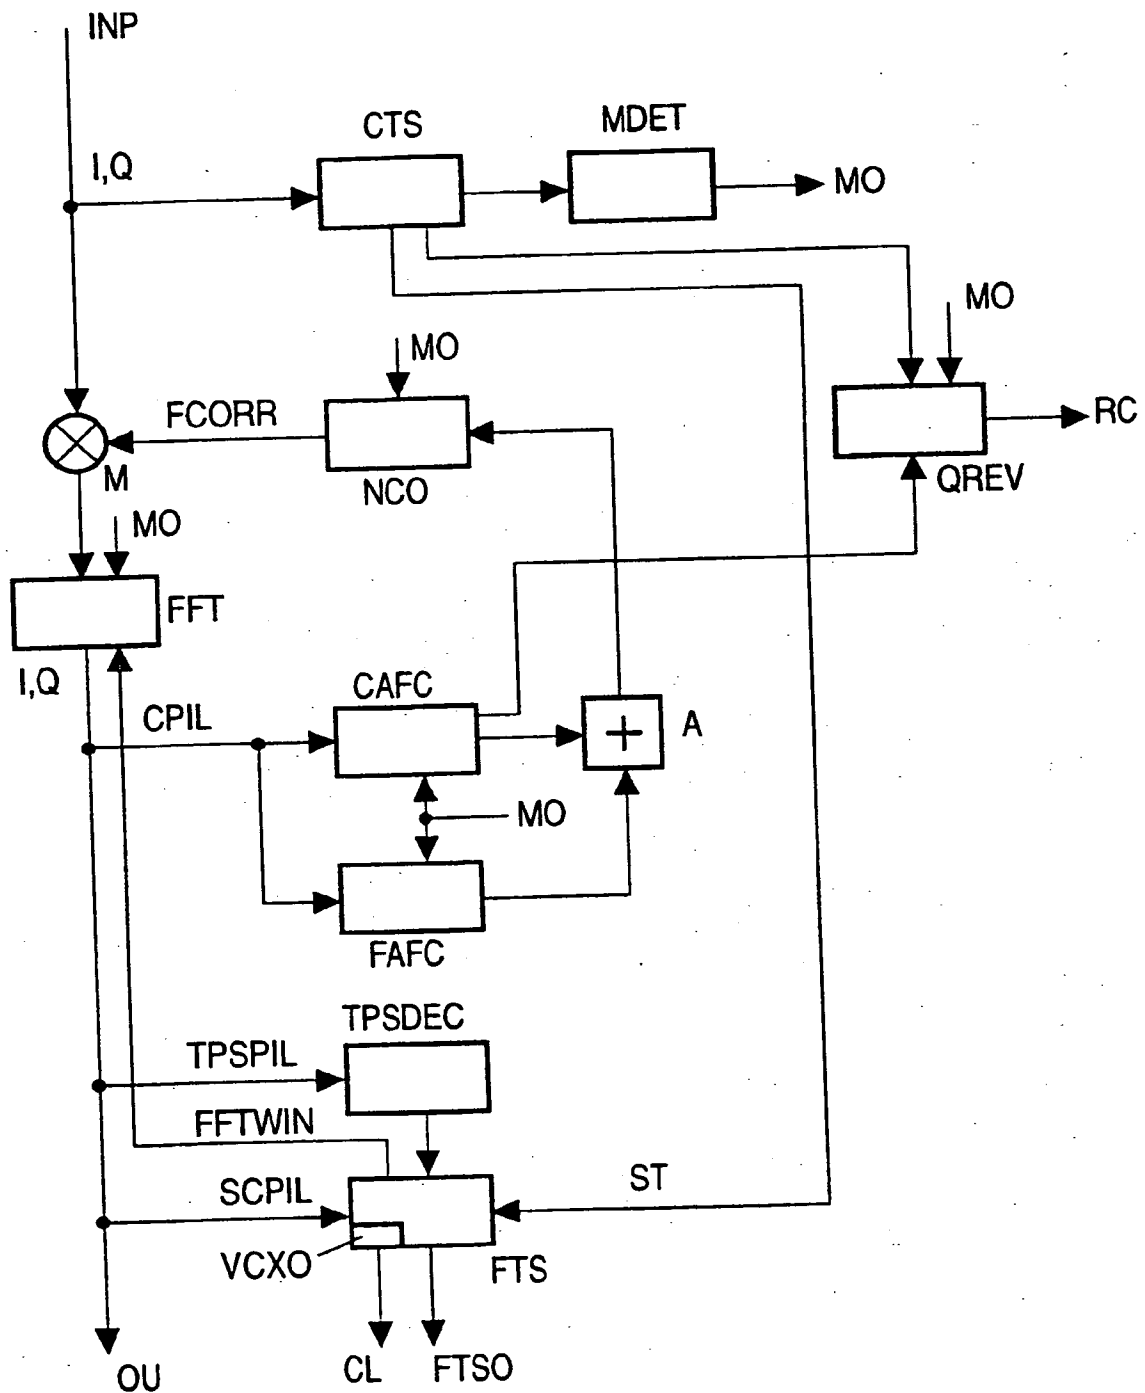 INP
CTS
MDET
I,Q
MO
MO
MO
FCORR
RC
M
NCO
QREV
MO
FFT
I,Q
CAFC
CPIL
+
A
MO
FAFC
TPSDEC
TPSPIL
FFTWIN
SCPIL
ST
VCXO
FTS
CL
FTSO
OU